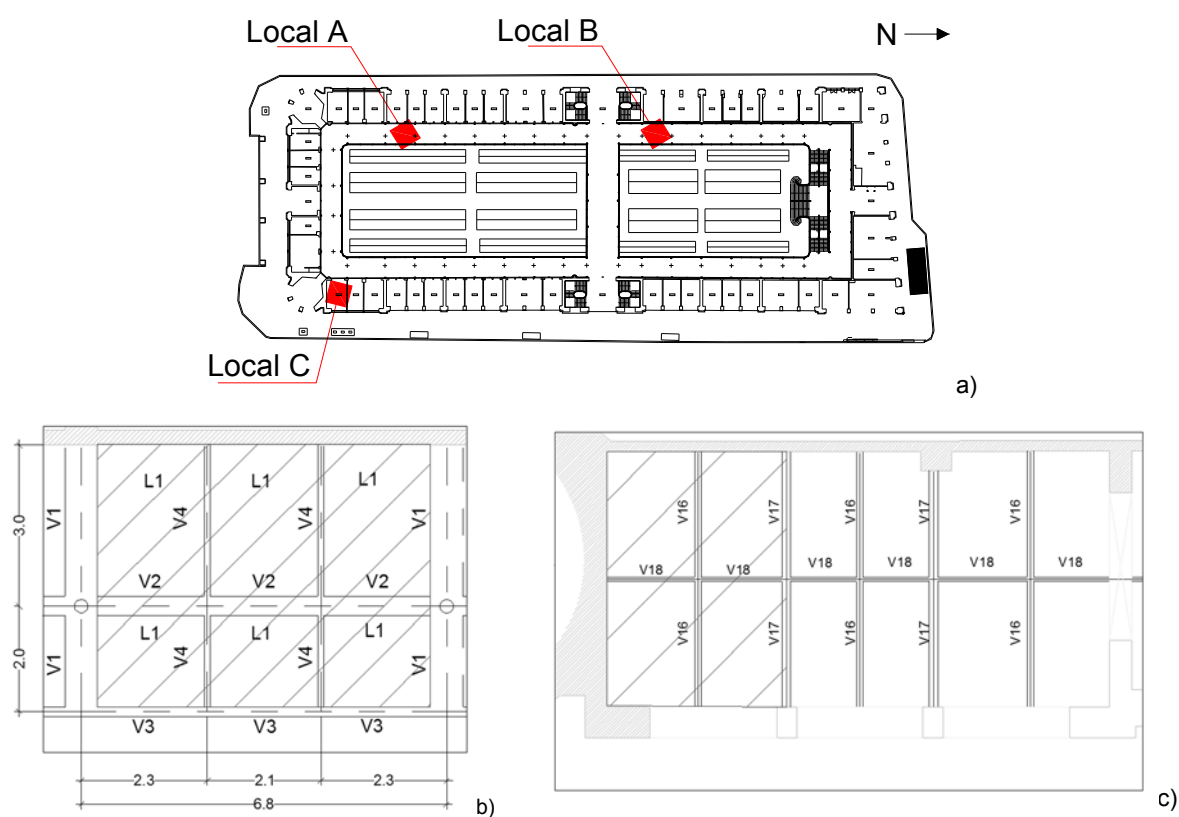 Local A
Local B
N
Local C
a)
L1 L1 L1
V1 V4 V4 V1
3.0
V2 V2 V2
L1 L1 L1
V1 V4 V4 V1
2.0
V3 V3 V3
2.3 2.1 2.3
6.8
b)
V16 V17 V16 V17 V16
V18 V18 V18 V18 V18 V18
V16 V17 V16 V17 V16
c)